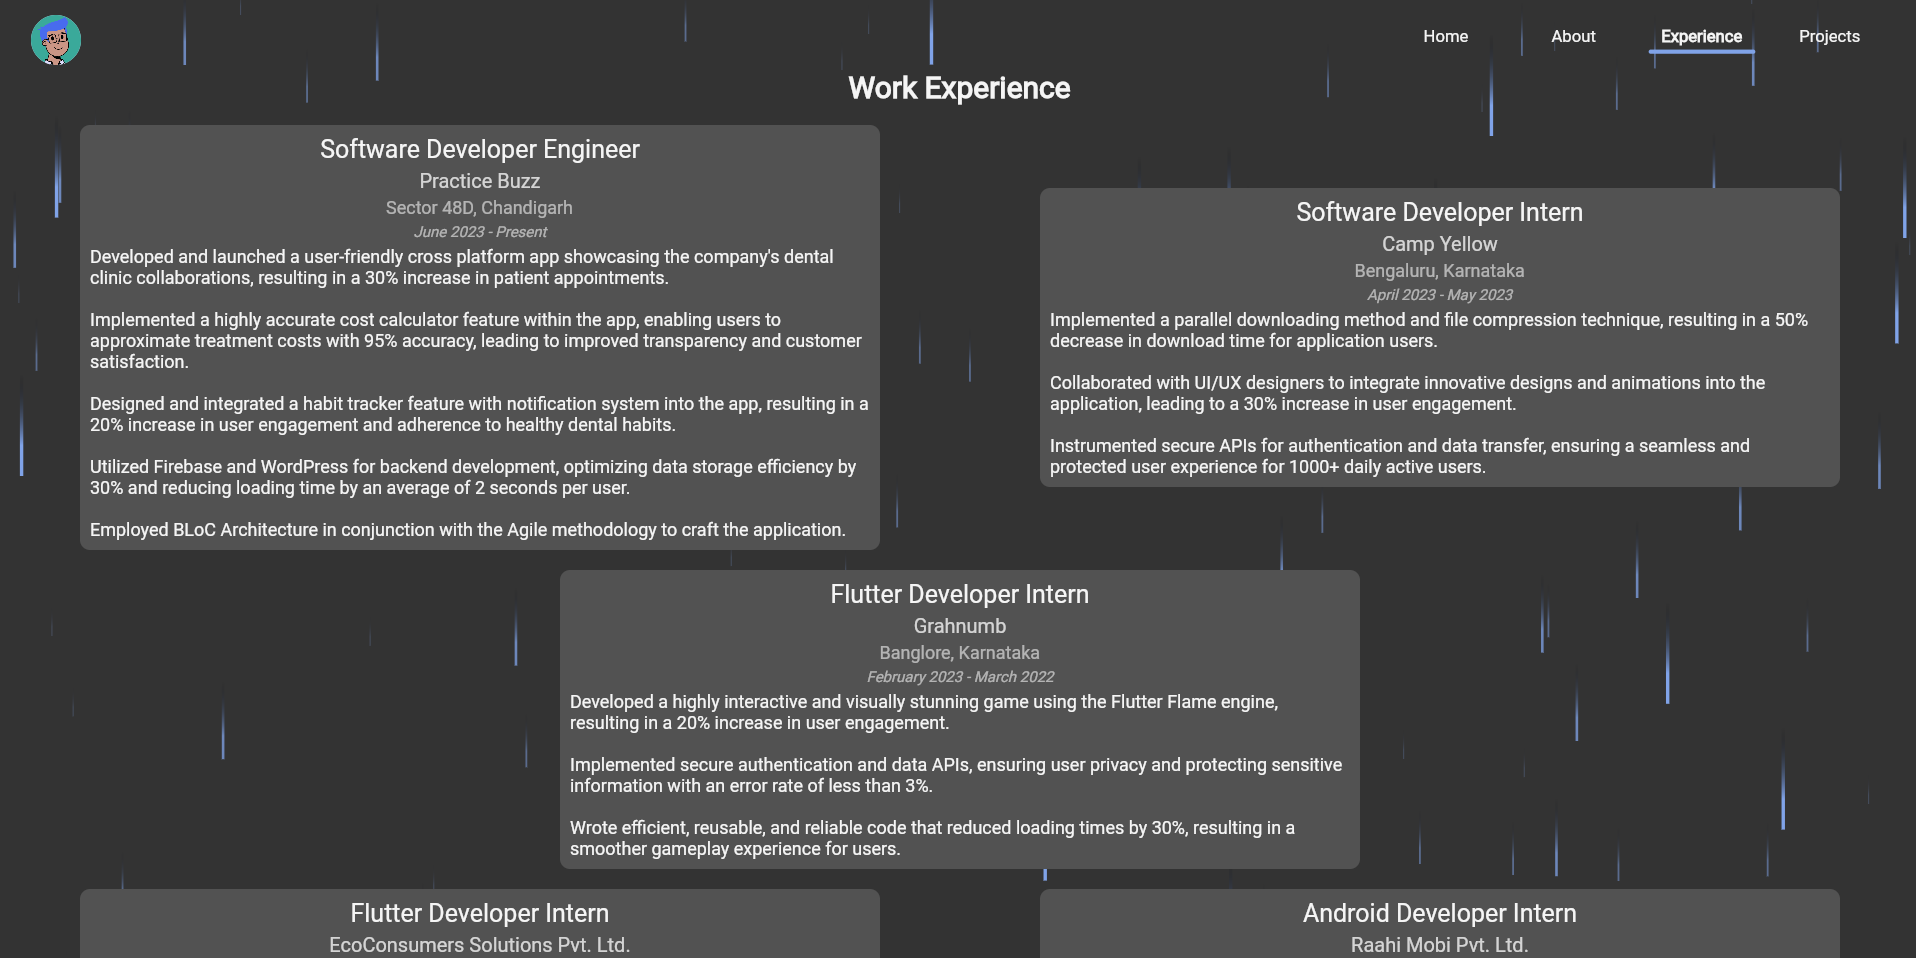 Home
About
Experience
Projects
Work Experience
Software Developer Engineer
Practice Buzz
Sector 48D, Chandigarh
June 2023 - Present
Developed and launched a user-friendly cross platform app showcasing the company's dental
clinic collaborations, resulting in a 30% increase in patient appointments.
Implemented a highly accurate cost calculator feature within the app, enabling users to
approximate treatment costs with 95% accuracy, leading to improved transparency and customer
satisfaction.
Designed and integrated a habit tracker feature with notification system into the app, resulting in a
20% increase in user engagement and adherence to healthy dental habits.
Utilized Firebase and WordPress for backend development, optimizing data storage efficiency by
30% and reducing loading time by an average of 2 seconds per user.
Employed BLoC Architecture in conjunction with the Agile methodology to craft the application.
Software Developer Intern
Camp Yellow
Bengaluru, Karnataka
April 2023 - May 2023
Implemented a parallel downloading method and file compression technique, resulting in a 50%
decrease in download time for application users.
Collaborated with UI/UX designers to integrate innovative designs and animations into the
application, leading to a 30% increase in user engagement.
Instrumented secure APIs for authentication and data transfer, ensuring a seamless and
protected user experience for 1000+ daily active users.
Flutter Developer Intern
Grahnumb
Banglore, Karnataka
February 2023 - March 2022
Developed a highly interactive and visually stunning game using the Flutter Flame engine,
resulting in a 20% increase in user engagement.
Implemented secure authentication and data APIs, ensuring user privacy and protecting sensitive
information with an error rate of less than 3%.
Wrote efficient, reusable, and reliable code that reduced loading times by 30%, resulting in a
smoother gameplay experience for users.
Flutter Developer Intern
EcoConsumers Solutions Pvt. Ltd.
Android Developer Intern
Raahi Mobi Pvt. Ltd.